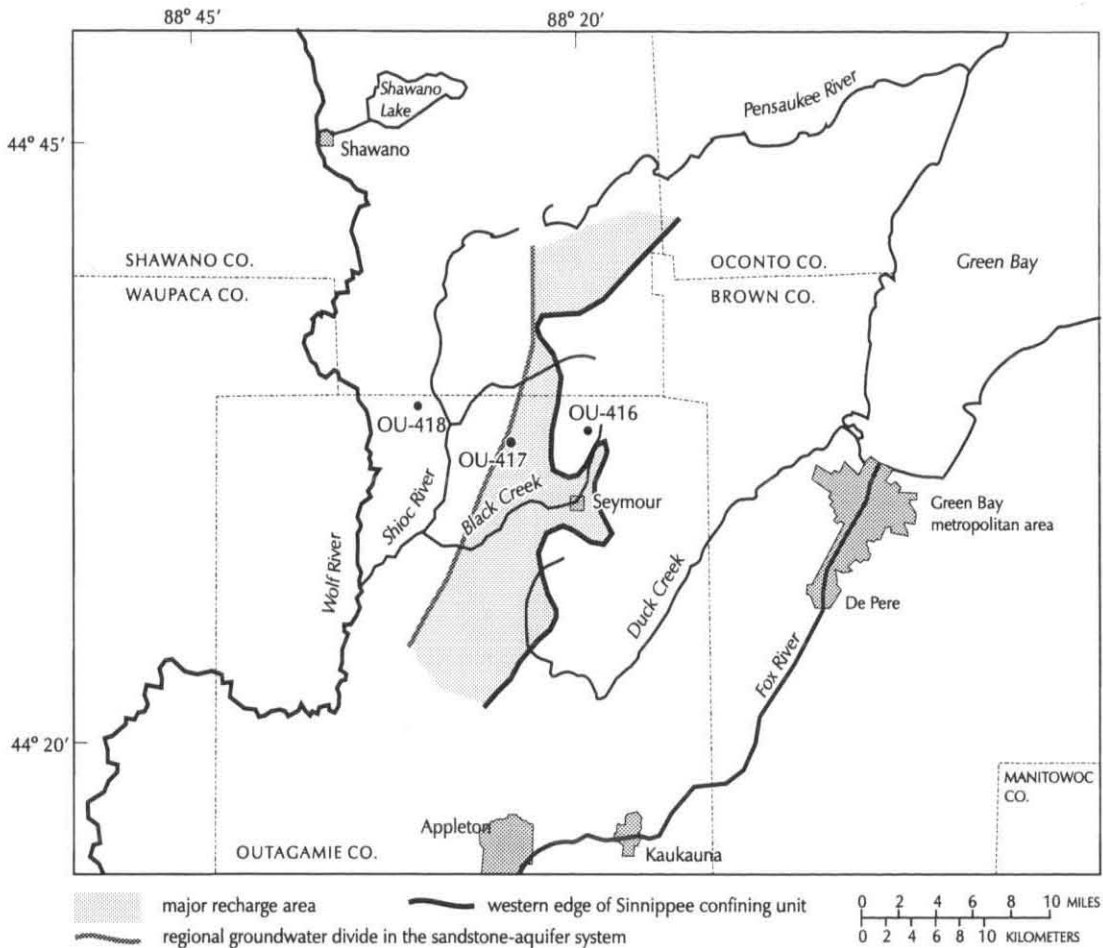 88° 45′
88° 20′
Shawano
Lake
Pensaukee River
44° 45′
Shawano
SHAWANO CO.
WAUPACA CO.
OCONTO CO.
BROWN CO.
Green Bay
OU-418
OU-417
OU-416
Shioc River
Black Creek
Seymour
Green Bay
metropolitan area
Wolf River
Duck Creek
De Pere
Fox River
44° 20′
MANITOWOC
CO.
Appleton
Kaukauna
OUTAGAMIE CO.
major recharge area
western edge of Sinnippee confining unit
0 2 4 6 8 10 MILES
regional groundwater divide in the sandstone-aquifer system
0 2 4 6 8 10 KILOMETERS